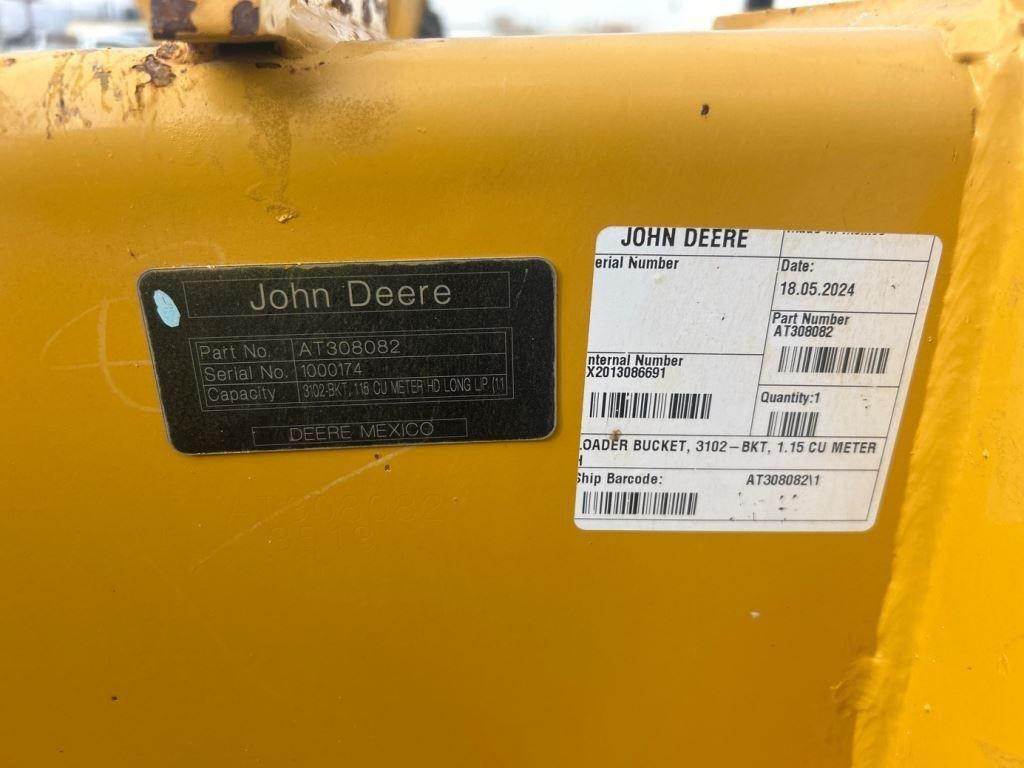 John Deere
Part No. AT308082
Serial No. 1000174
Capacity 3102-BKT, 115 CU METER HD LONG LIP (11
DEERE MEXICO
JOHN DEERE
erial Number
Date:
18.05.2024
Part Number
AT308082
nternal Number
X2013086691
Quantity:1
OADER BUCKET, 3102-BKT, 1.15 CU METER
H
Ship Barcode: AT308082\1